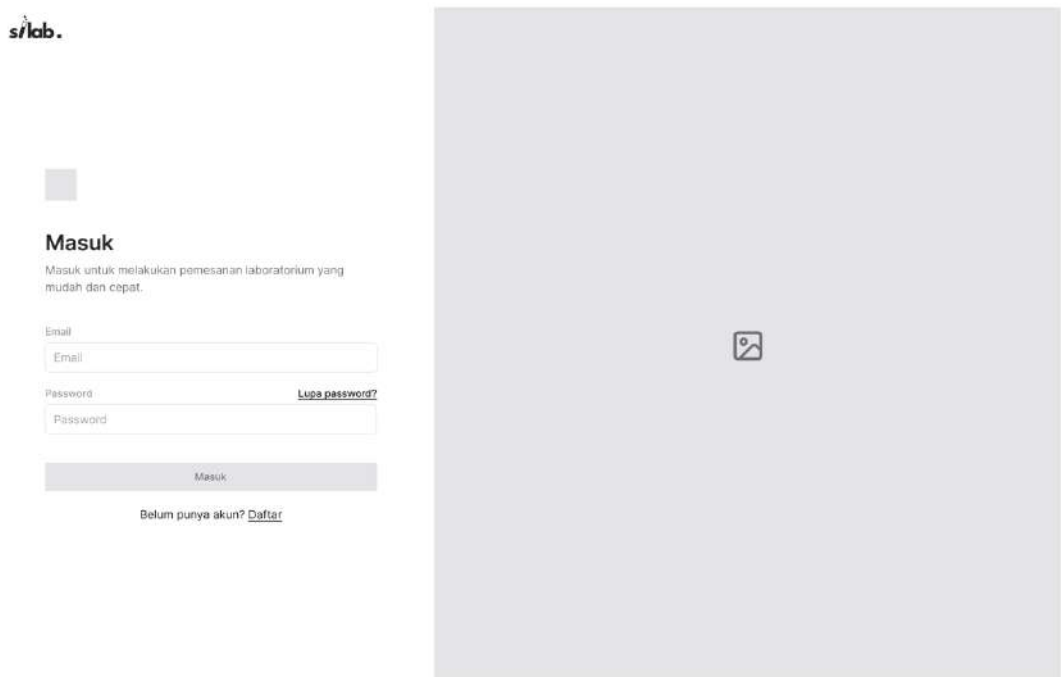 silab.
Masuk
Masuk untuk melakukan pemesanan laboratorium yang
mudah dan cepat.
Email
Email
Password
Lupa password?
Password
Masuk
Belum punya akun? Daftar